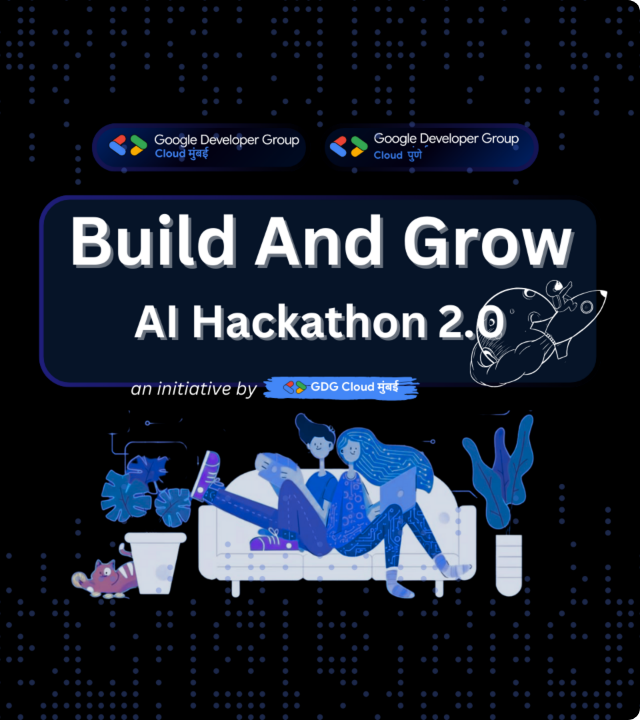 Google Developer Group
Cloud मुंबई
Google Developer Group
Cloud पुणे
Build And Grow
AI Hackathon 2.0
an initiative by GDG Cloud मुंबई